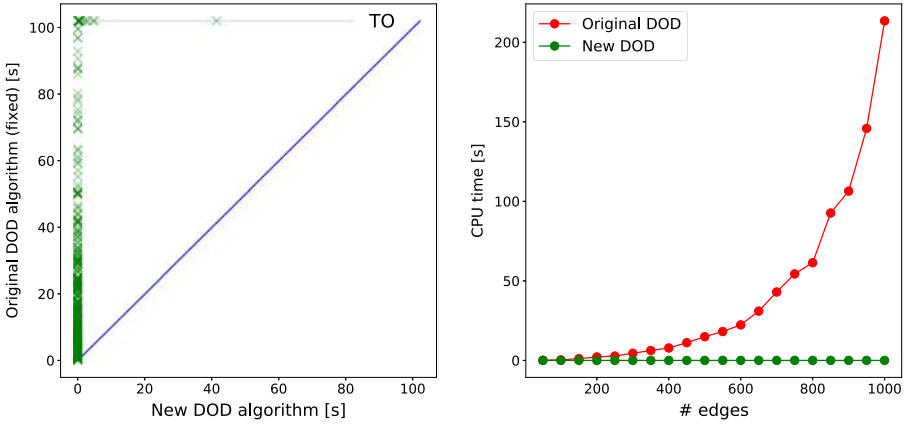 TO
100
80
60
40
20
0
Original DOD algorithm (fixed) [s]
0 20 40 60 80 100
New DOD algorithm [s]
Original DOD
New DOD
200
150
100
50
0
CPU time [s]
200 400 600 800 1000
# edges